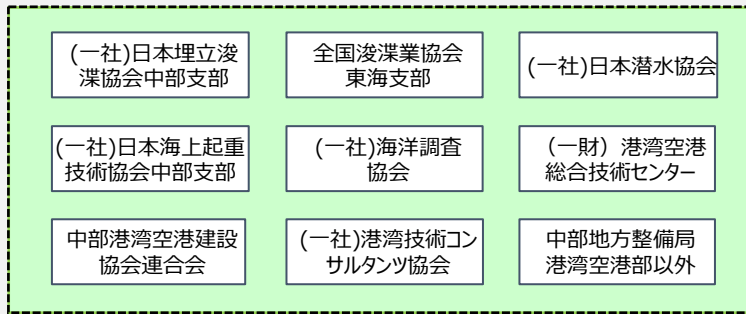 (一社)日本埋立浚
渫協会中部支部
全国浚渫業協会
東海支部
(一社)日本潜水協会
(一社)日本海上起重
技術協会中部支部
(一社)海洋調査
協会
（一財）港湾空港
総合技術センター
中部港湾空港建設
協会連合会
(一社)港湾技術コン
サルタンツ協会
中部地方整備局
港湾空港部以外